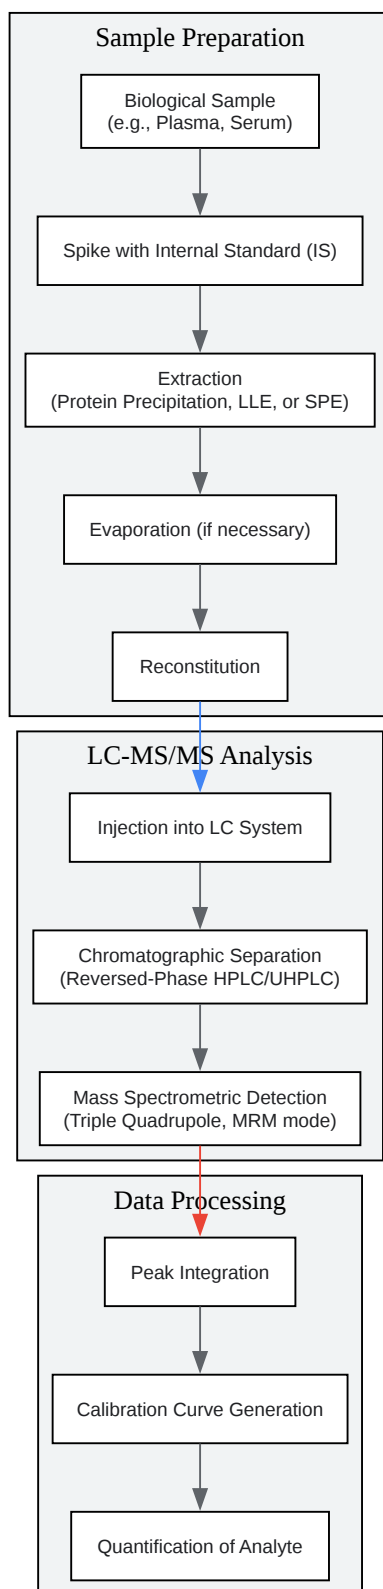 Sample Preparation
Biological Sample
(e.g., Plasma, Serum)
Spike with Internal Standard (IS)
Extraction
(Protein Precipitation, LLE, or SPE)
Evaporation (if necessary)
Reconstitution
LC-MS/MS Analysis
Injection into LC System
Chromatographic Separation
(Reversed-Phase HPLC/UHPLC)
Mass Spectrometric Detection
(Triple Quadrupole, MRM mode)
Data Processing
Peak Integration
Calibration Curve Generation
Quantification of Analyte